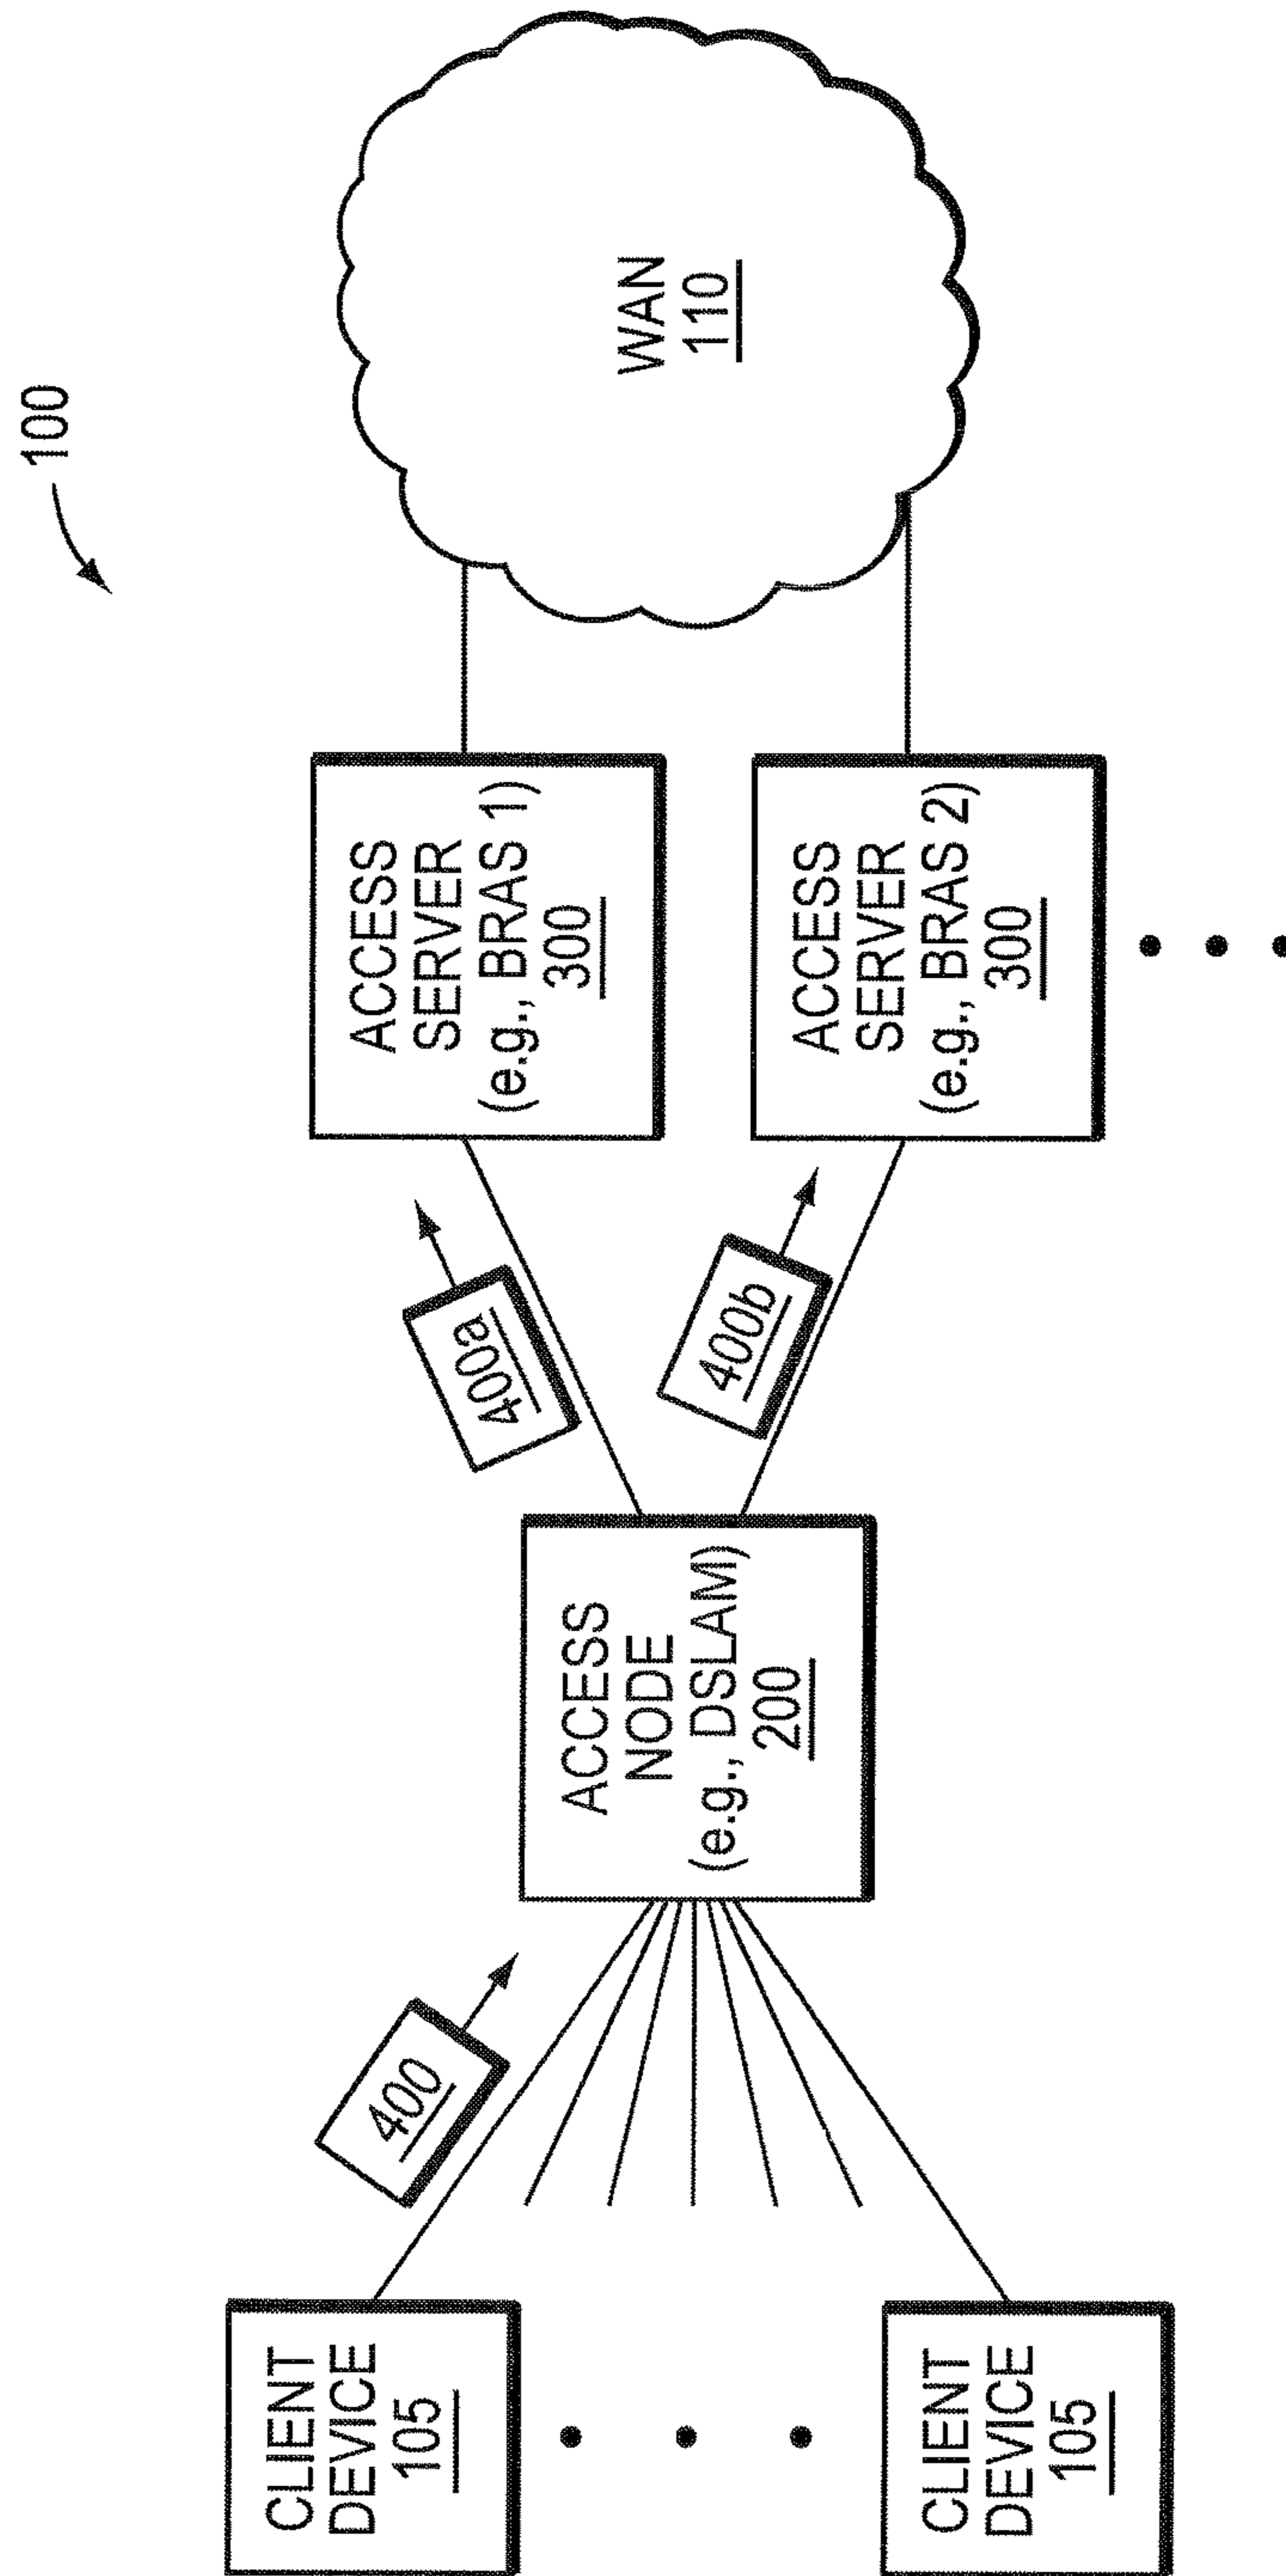 100
CLIENT
DEVICE
105
CLIENT
DEVICE
105
400
ACCESS
NODE
(e.g., DSLAM)
200
400a
400b
ACCESS
SERVER
(e.g., BRAS 1)
300
ACCESS
SERVER
(e.g., BRAS 2)
300
WAN
110